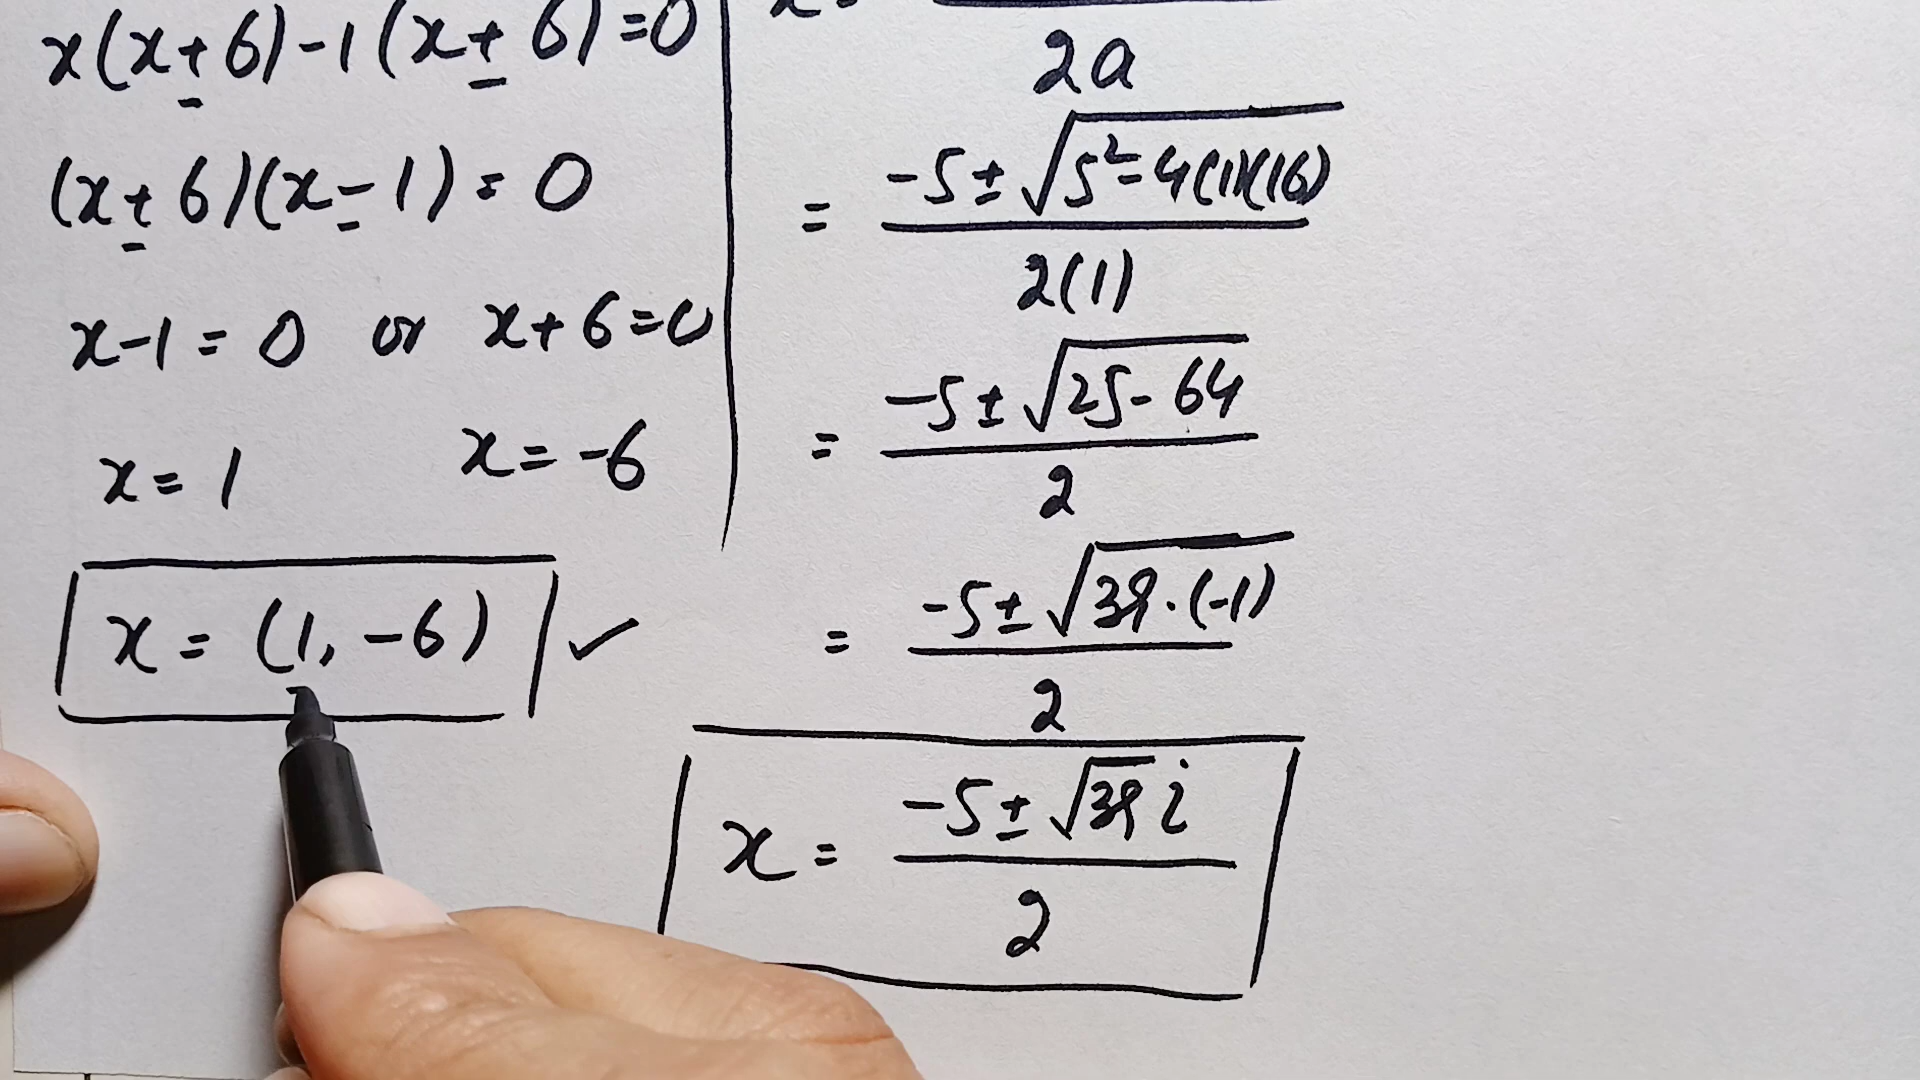 x(x+6)-1(x+6)=0
(x+6)(x-1)=0
x-1=0 or x+6=0
x=1 x=-6
x=(1,-6) ✓
2a
= -5±√5²-4(1)(16)
2(1)
= -5±√25-64
2
= -5±√39·(-1)
2
x= -5±√39 i
2